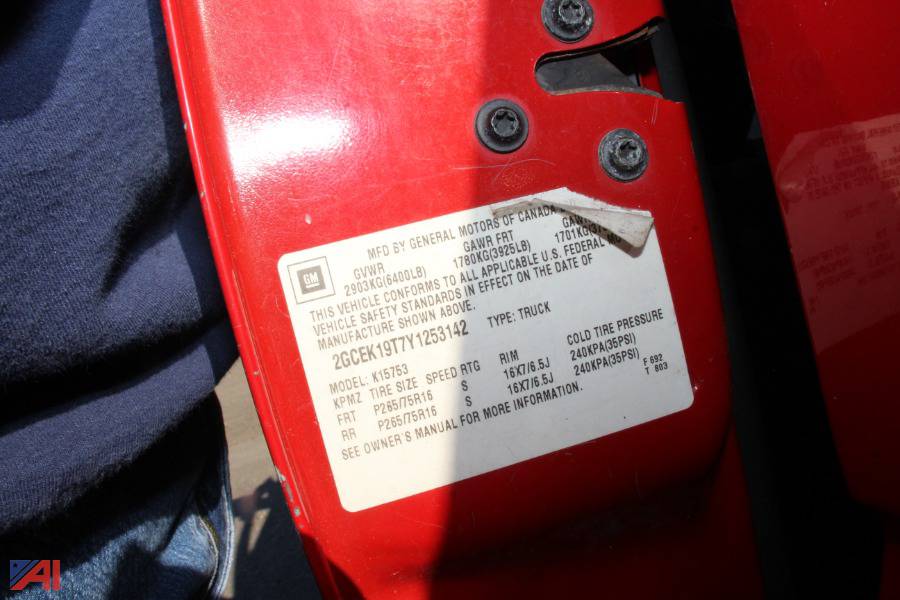 MFD BY GENERAL MOTORS OF CANADA
GVWR GAWR FRT GAWR
2903KG(6400LB) 1780KG(3925LB) 1701KG(
THIS VEHICLE CONFORMS TO ALL APPLICABLE U.S. FEDERAL MO
VEHICLE SAFETY STANDARDS IN EFFECT ON THE DATE OF
MANUFACTURE SHOWN ABOVE.
2GCEK19T7Y1253142 TYPE: TRUCK
MODEL: K15753
KPMZ TIRE SIZE SPEED RTG RIM COLD TIRE PRESSURE
FRT P265/75R16 S 16X7/6.5J 240KPA(35PSI)
RR P265/75R16 S 16X7/6.5J 240KPA(35PSI)
SEE OWNER'S MANUAL FOR MORE INFORMATION.
F 692
T 803
GM
AI